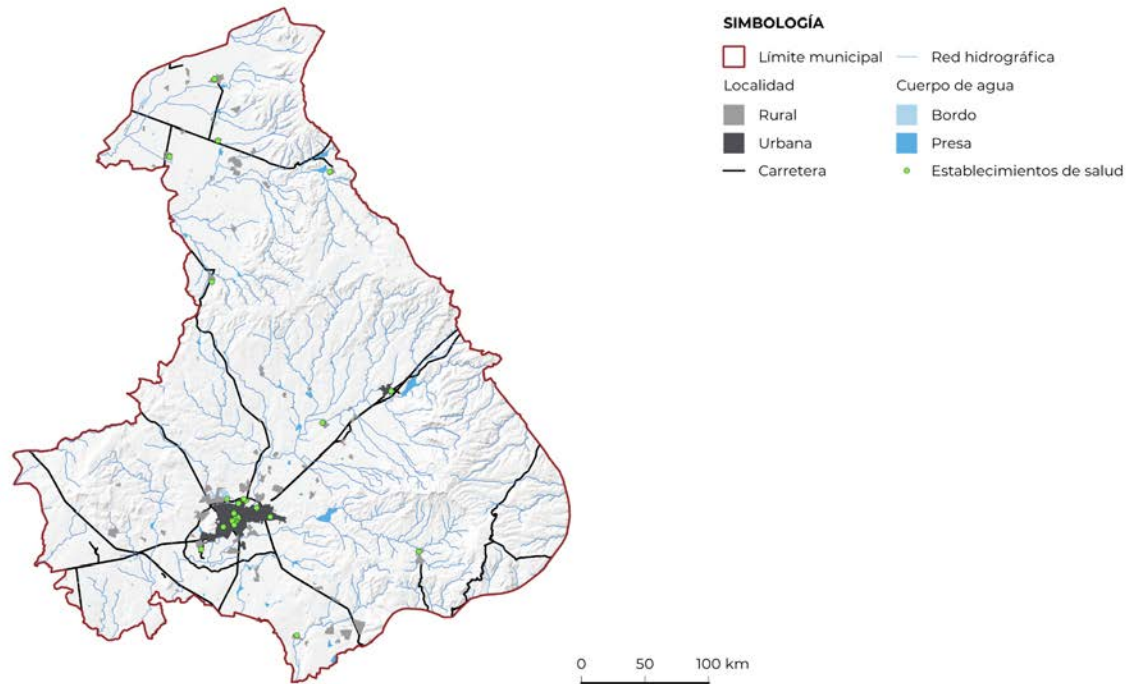 SIMBOLOGÍA
Límite municipal
Red hidrográfica
Localidad
Cuerpo de agua
Rural
Bordo
Urbana
Presa
Carretera
Establecimientos de salud
0 50 100 km